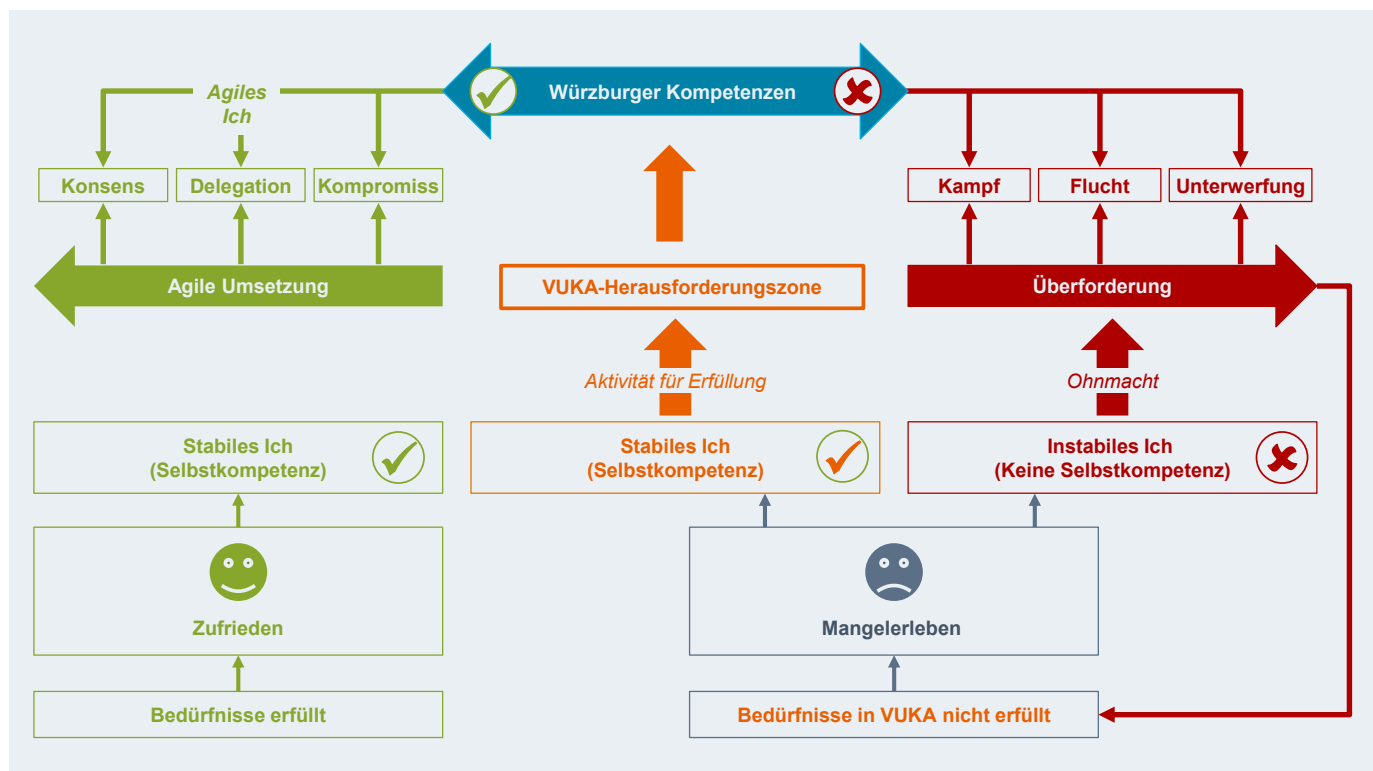 Würzburger Kompetenzen
Agiles
Ich
Konsens
Delegation
Kompromiss
Kampf
Flucht
Unterwerfung
Agile Umsetzung
VUKA-Herausforderungszone
Überforderung
Aktivität für Erfüllung
Ohnmacht
Stabiles Ich
(Selbstkompetenz)
Stabiles Ich
(Selbstkompetenz)
Instabiles Ich
(Keine Selbstkompetenz)
Zufrieden
Mangelerleben
Bedürfnisse erfüllt
Bedürfnisse in VUKA nicht erfüllt